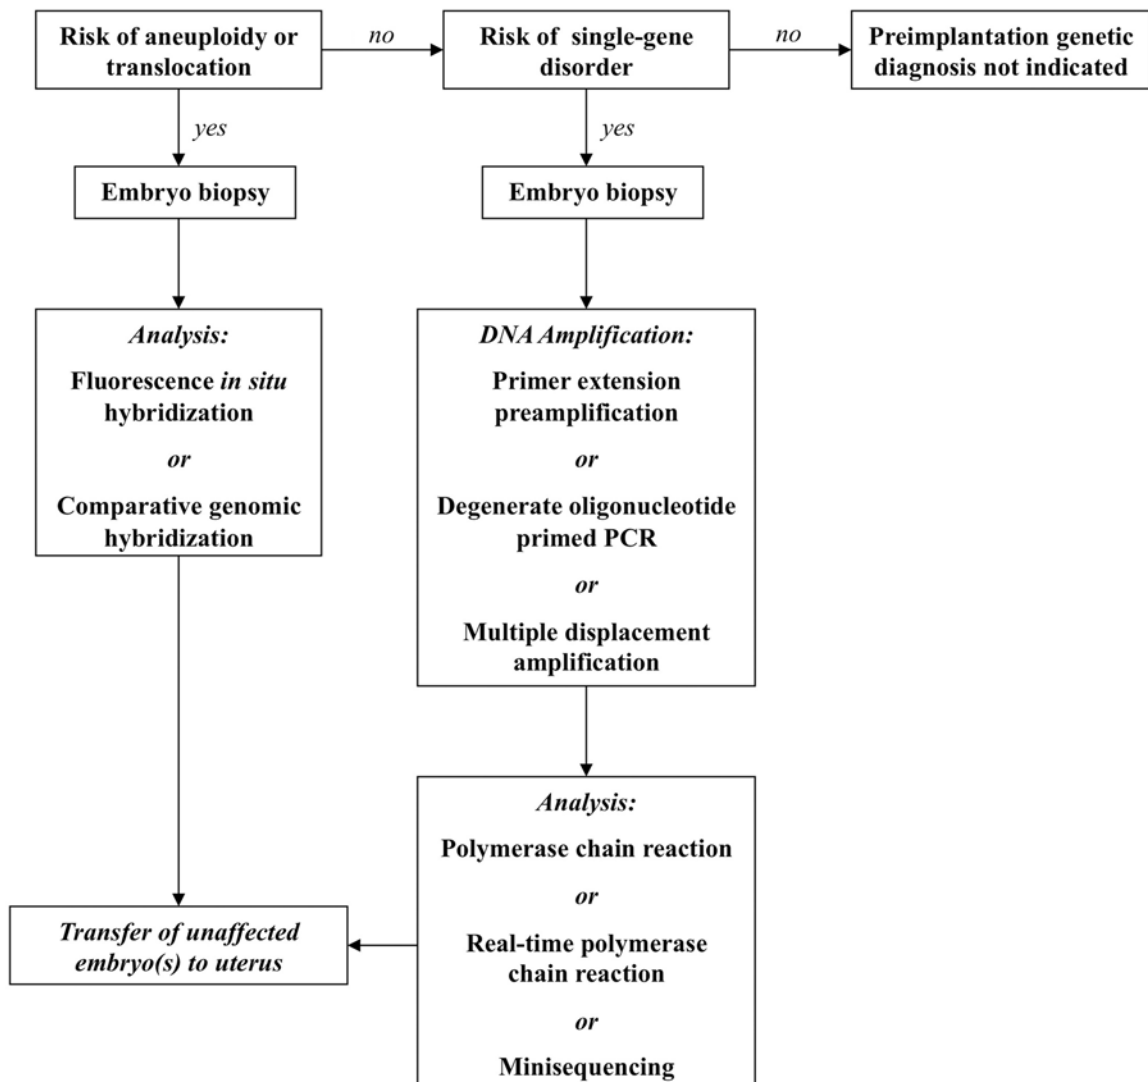 Risk of aneuploidy or
translocation
no
Risk of single-gene
disorder
no
Preimplantation genetic
diagnosis not indicated
yes
yes
Embryo biopsy
Embryo biopsy
Analysis:
Fluorescence in situ
hybridization
or
Comparative genomic
hybridization
DNA Amplification:
Primer extension
preamplification
or
Degenerate oligonucleotide
primed PCR
or
Multiple displacement
amplification
Analysis:
Polymerase chain reaction
or
Real-time polymerase
chain reaction
or
Minisequencing
Transfer of unaffected
embryo(s) to uterus